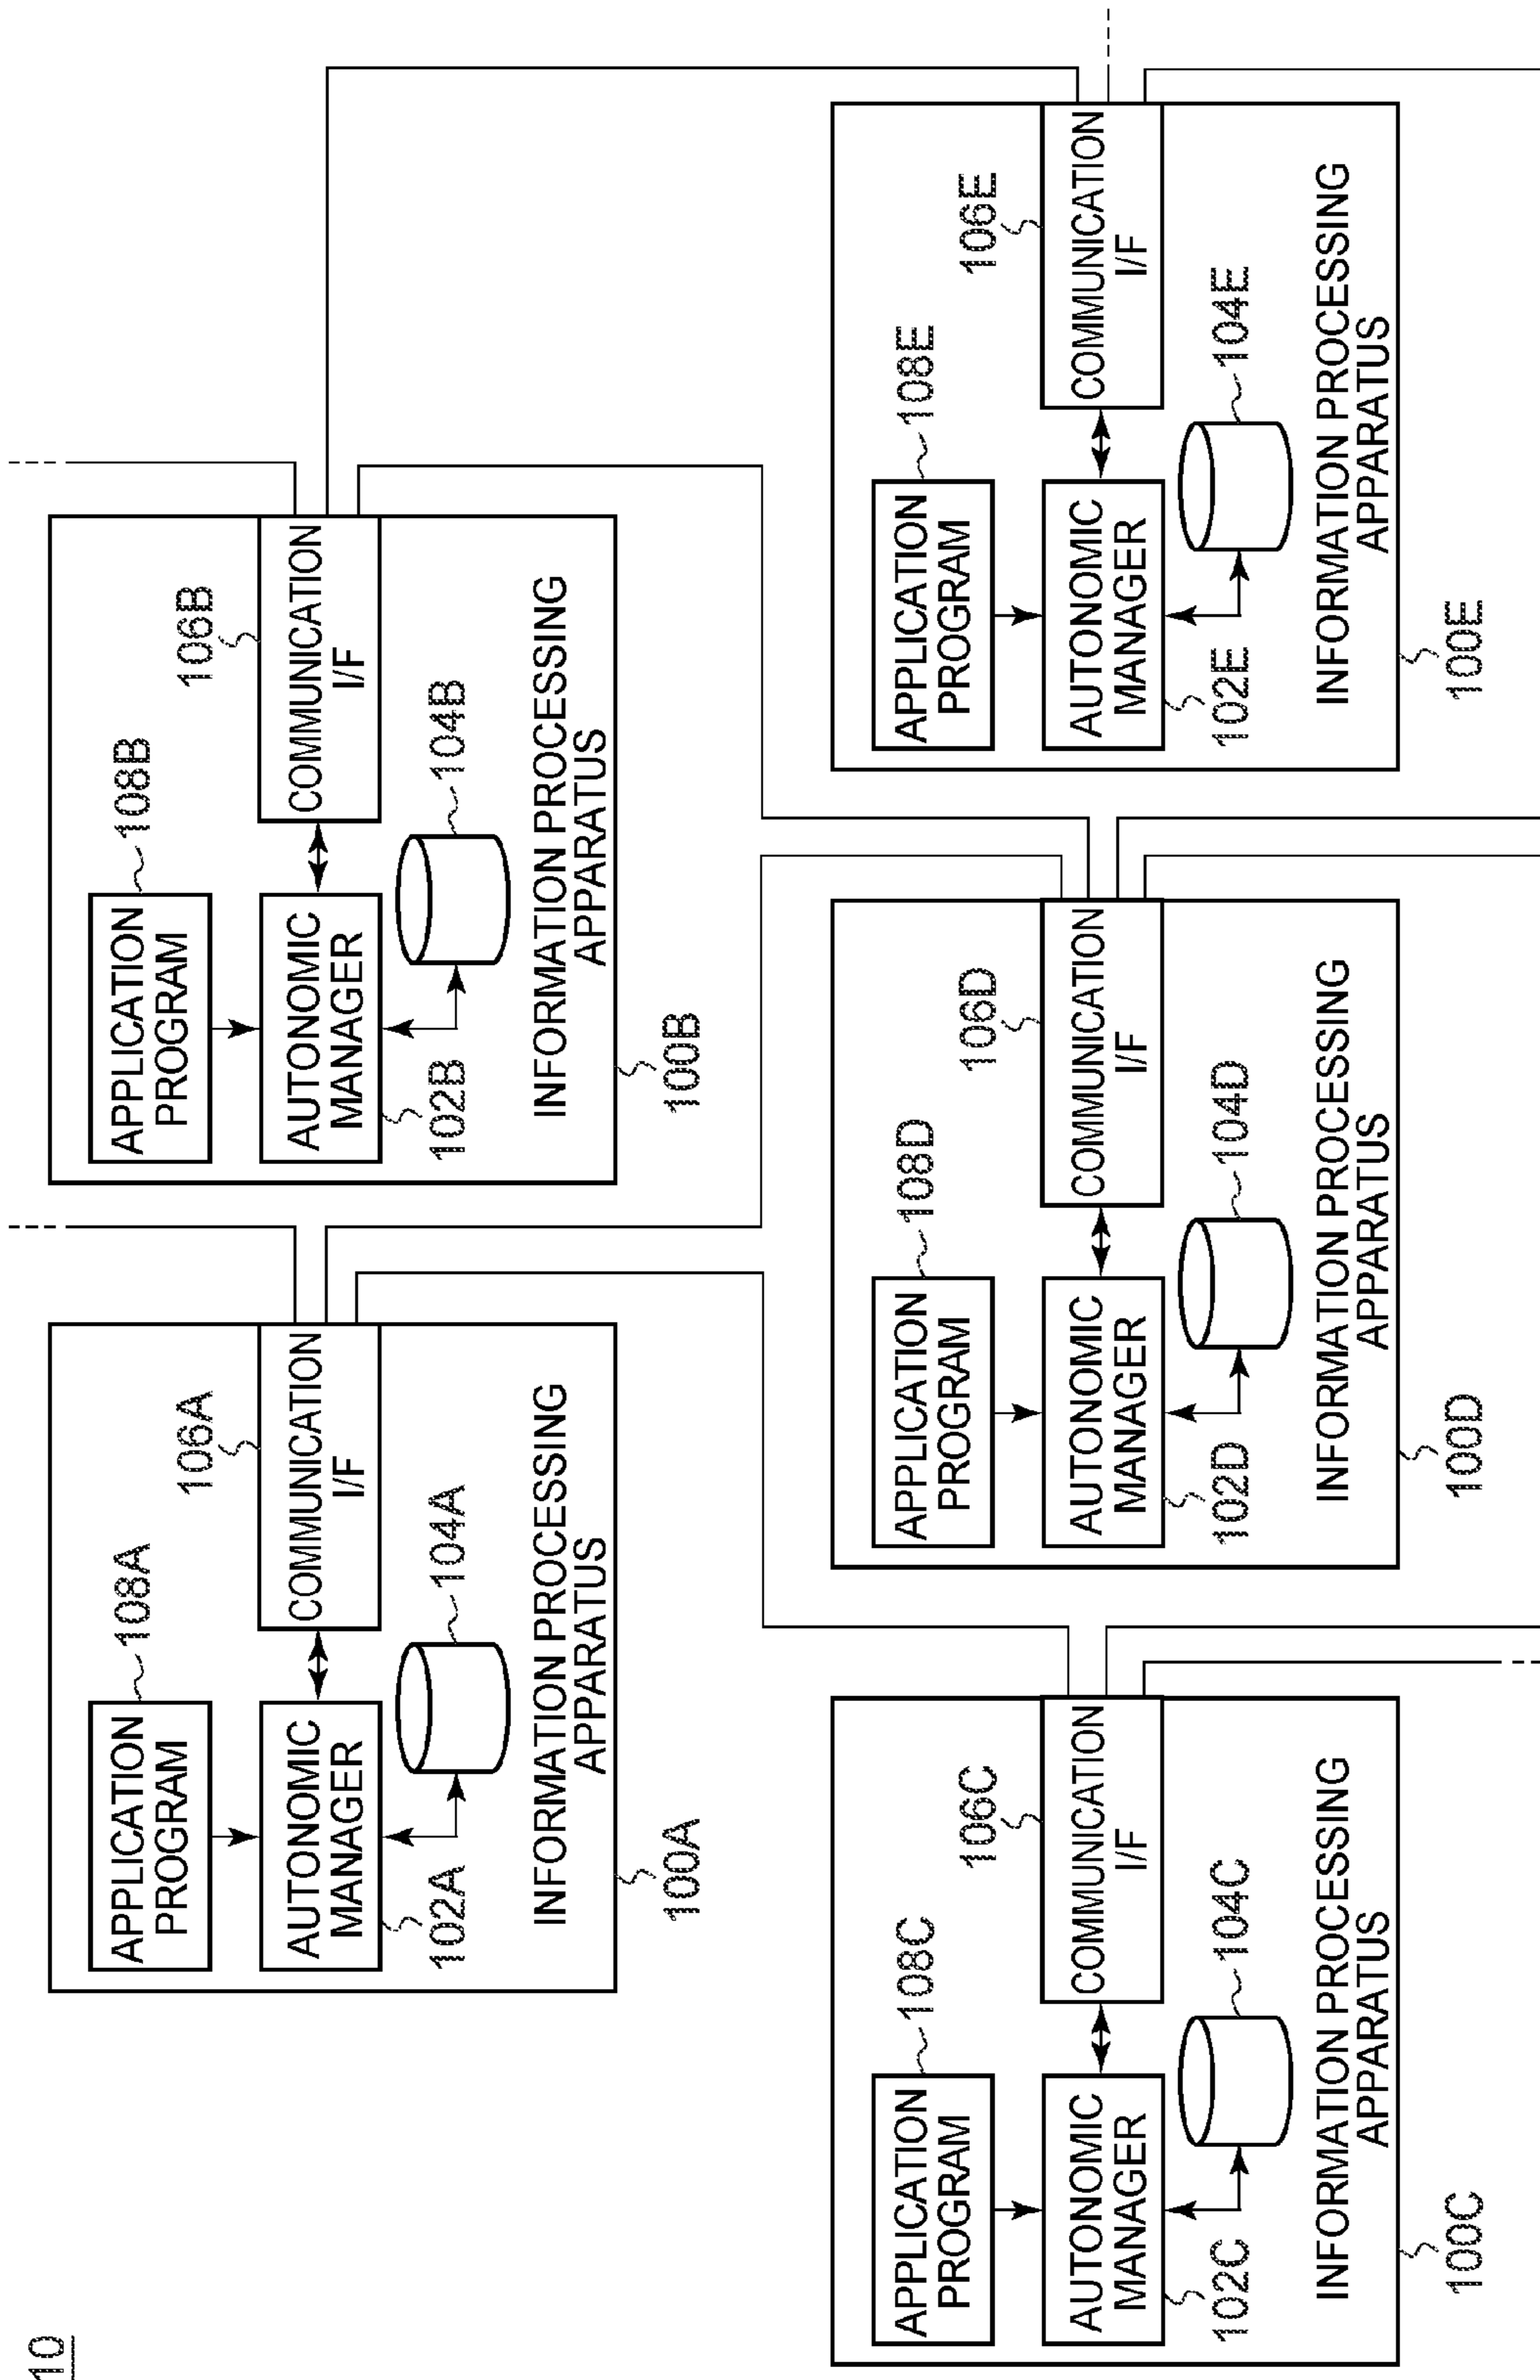 10
108A
APPLICATION
PROGRAM
106A
AUTONOMIC
MANAGER
COMMUNICATION
I/F
102A
104A
INFORMATION PROCESSING
APPARATUS
100A
108B
APPLICATION
PROGRAM
106B
AUTONOMIC
MANAGER
COMMUNICATION
I/F
102B
104B
INFORMATION PROCESSING
APPARATUS
100B
108C
APPLICATION
PROGRAM
106C
AUTONOMIC
MANAGER
COMMUNICATION
I/F
102C
104C
INFORMATION PROCESSING
APPARATUS
100C
108D
APPLICATION
PROGRAM
106D
AUTONOMIC
MANAGER
COMMUNICATION
I/F
102D
104D
INFORMATION PROCESSING
APPARATUS
100D
108E
APPLICATION
PROGRAM
106E
AUTONOMIC
MANAGER
COMMUNICATION
I/F
102E
104E
INFORMATION PROCESSING
APPARATUS
100E